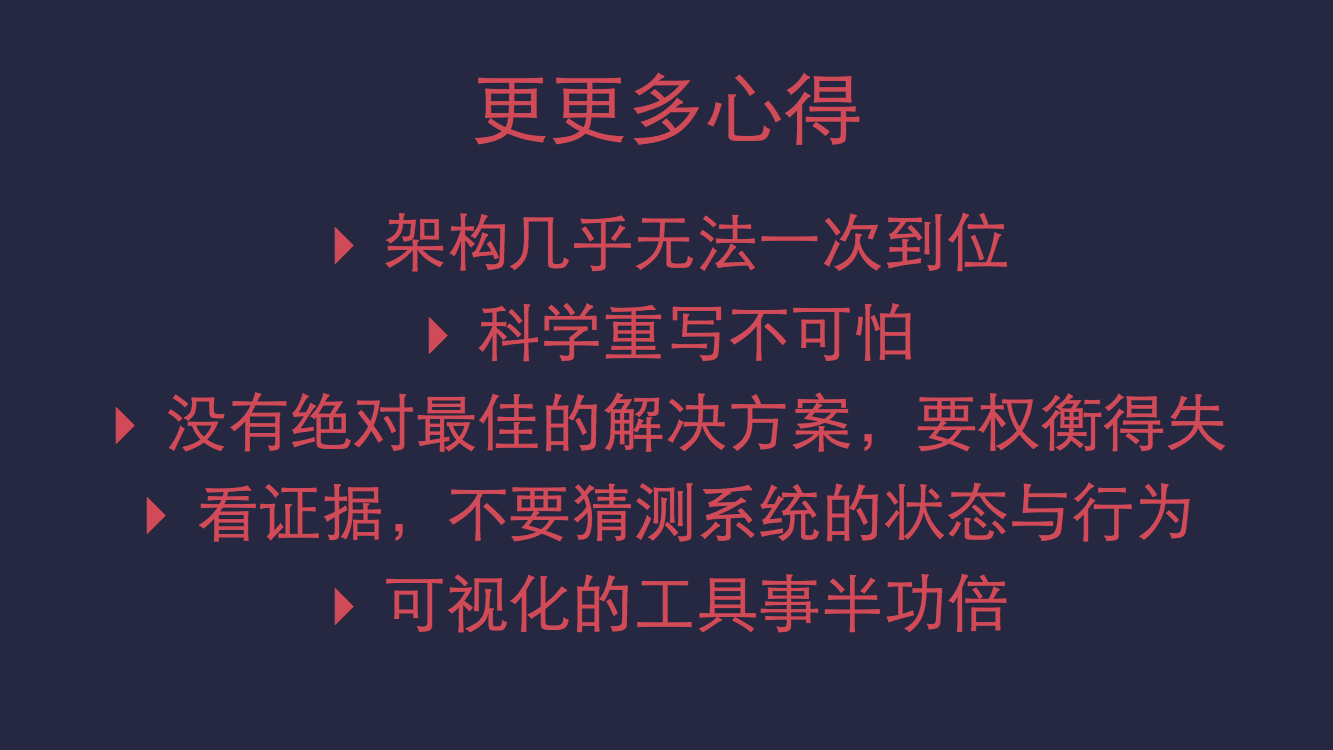 更更多心得
▸ 架构几乎无法一次到位
▸ 科学重写不可怕
▸ 没有绝对最佳的解决方案，要权衡得失
▸ 看证据，不要猜测系统的状态与行为
▸ 可视化的工具事半功倍